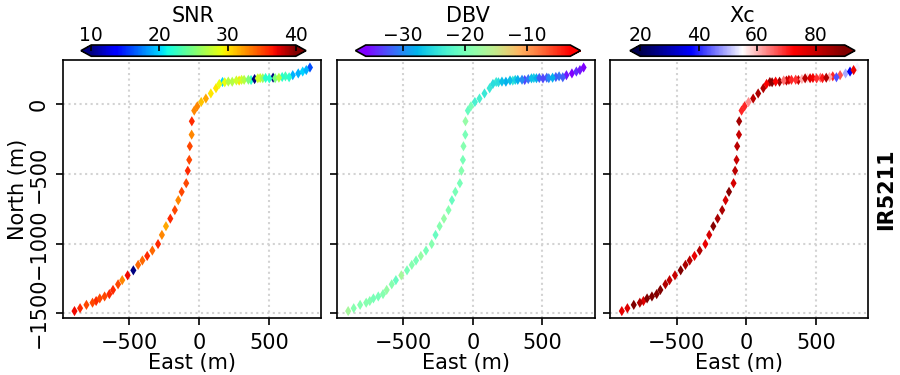 SNR DBV Xc
10 20 30 40 −30 −20 −10 20 40 60 80
North (m)
0
−500
−1000
−1500
IR5211
−500 0 500 −500 0 500 −500 0 500
East (m) East (m) East (m)